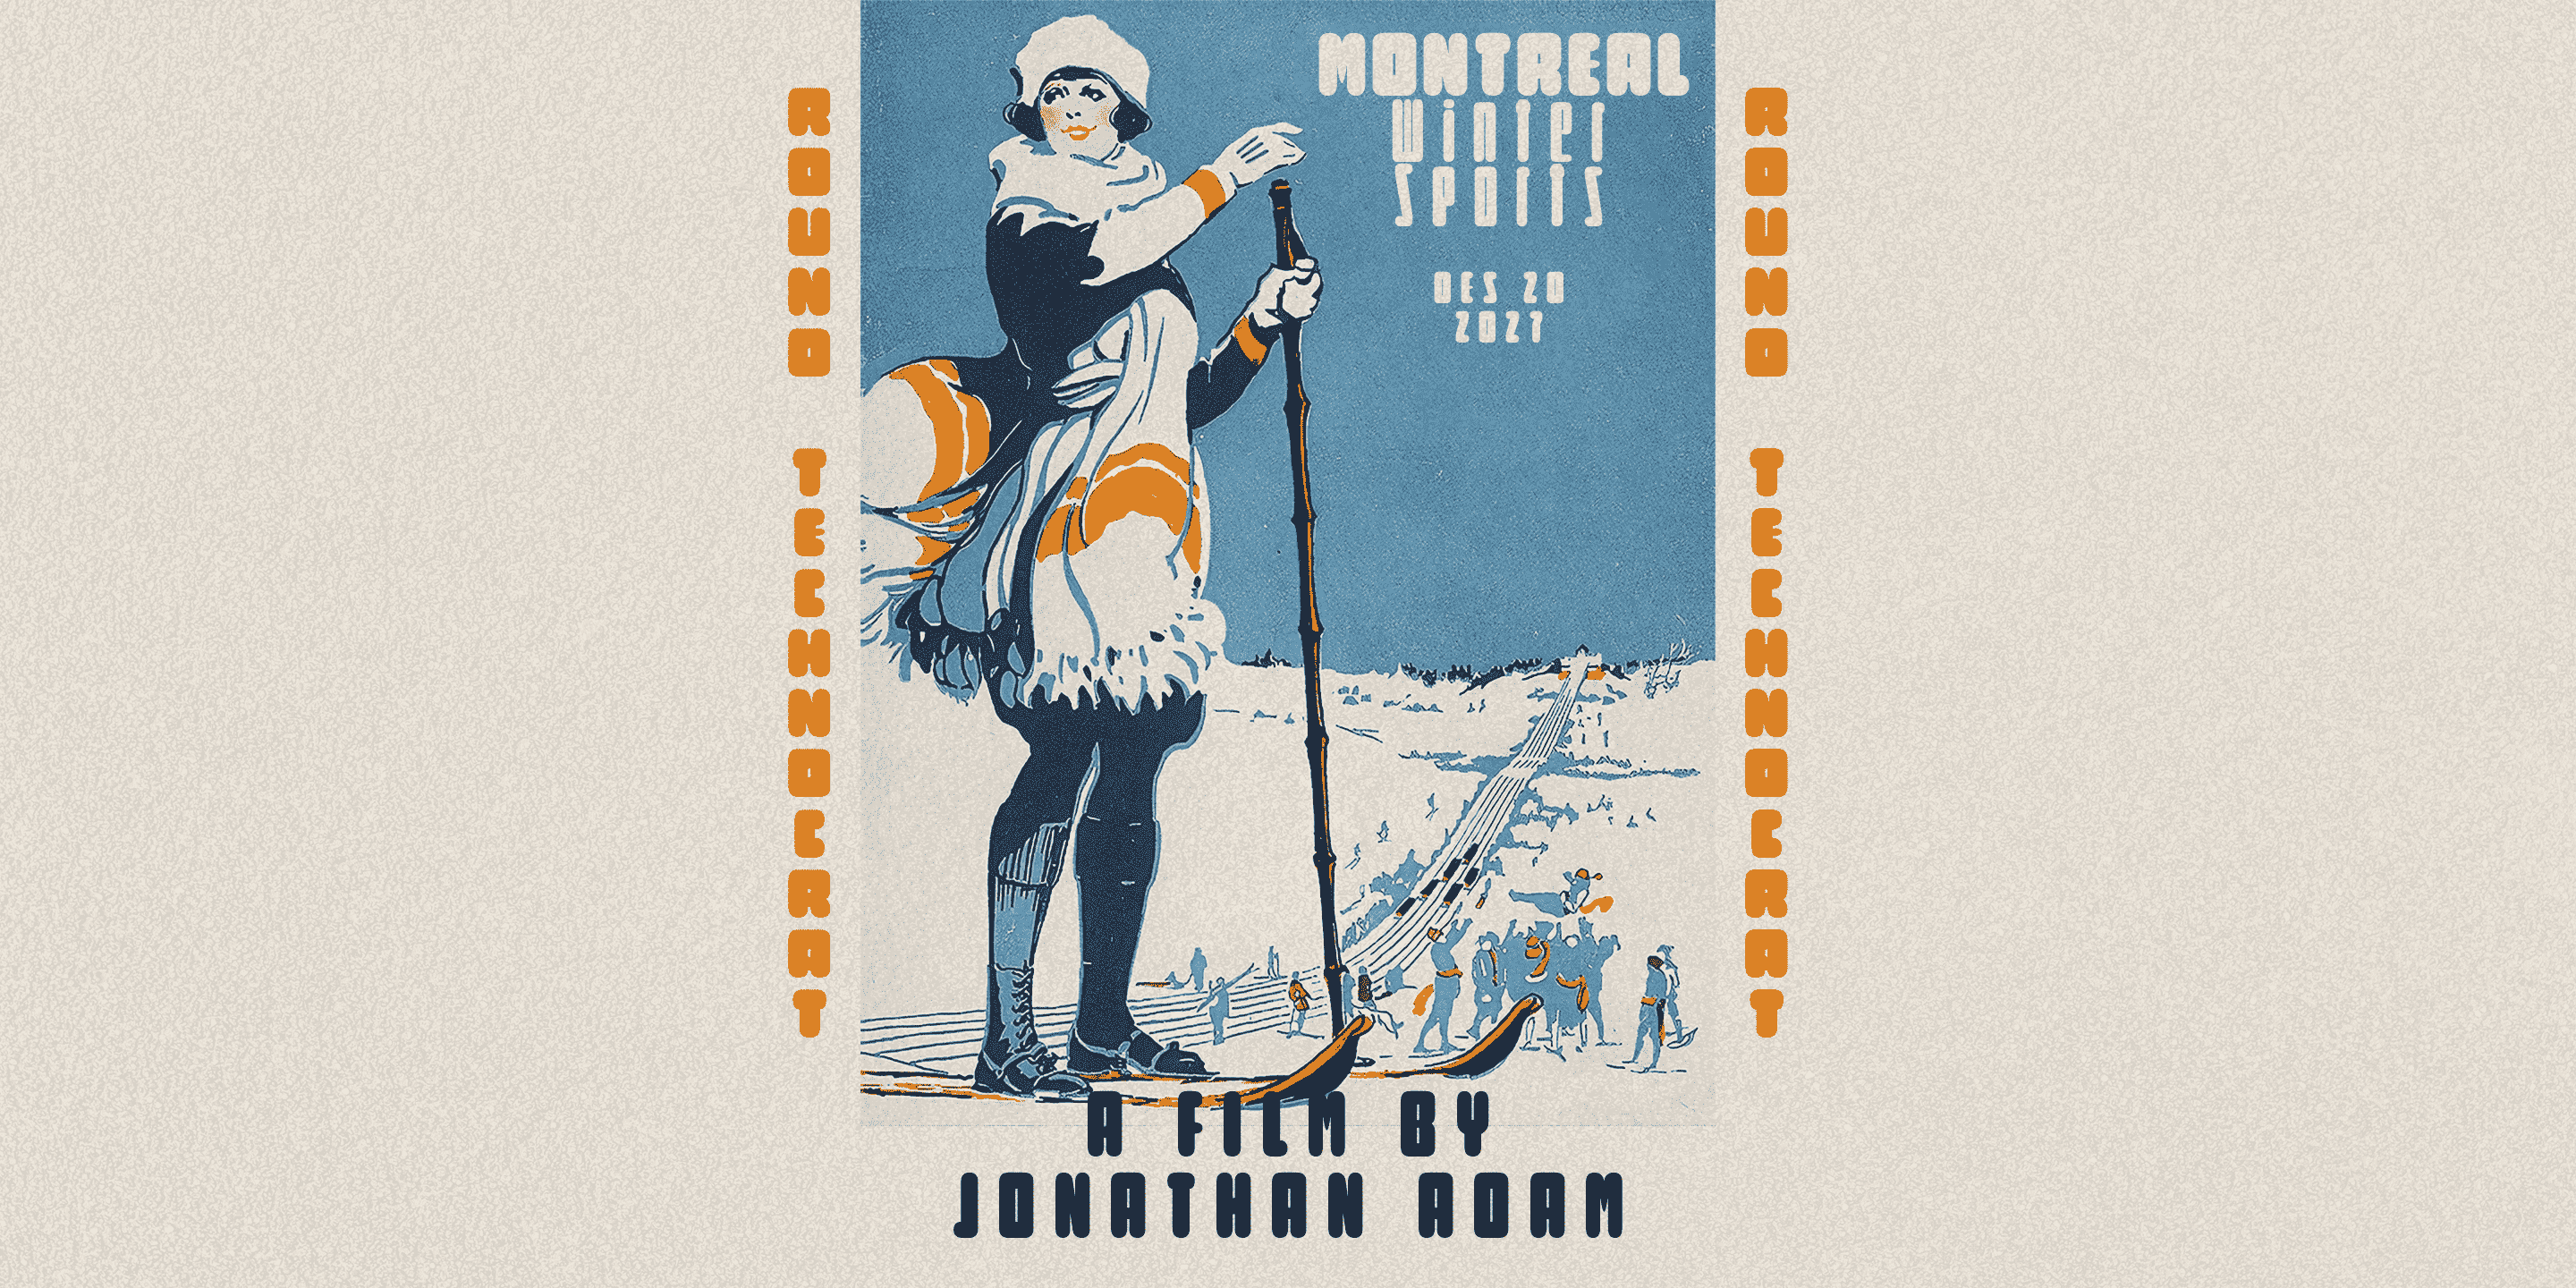 ROUND TECHNOCRAT
MONTREAL
Winter
Sports
DES 20
2027
ROUND TECHNOCRAT
A FILM BY
JONATHAN ADAM